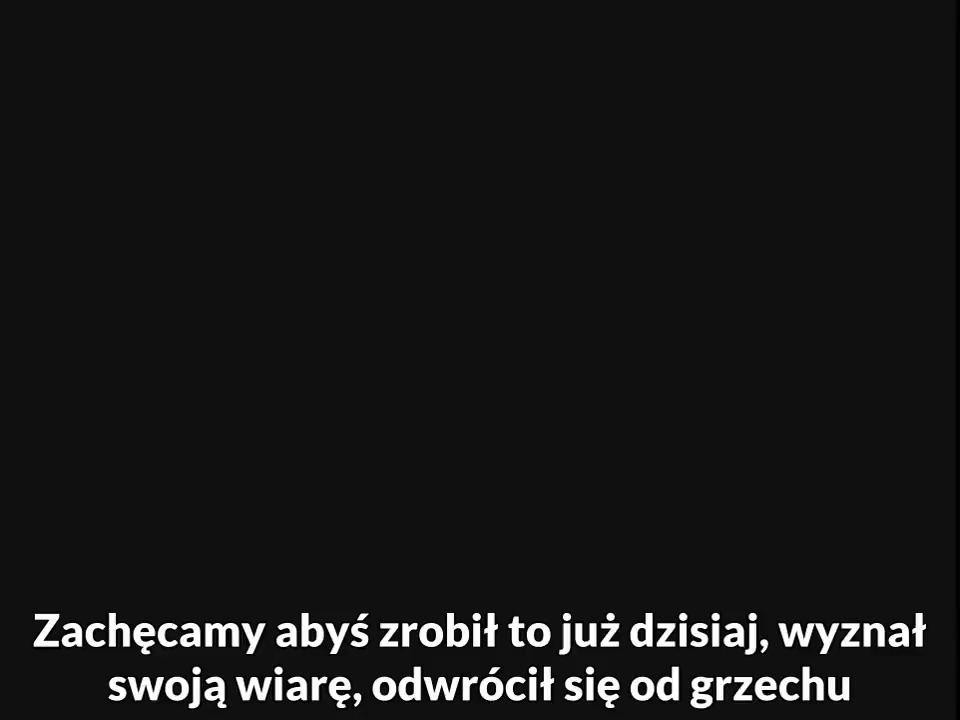 Zachęcamy abyś zrobił to już dzisiaj, wyznał
swoją wiarę, odwrócił się od grzechu